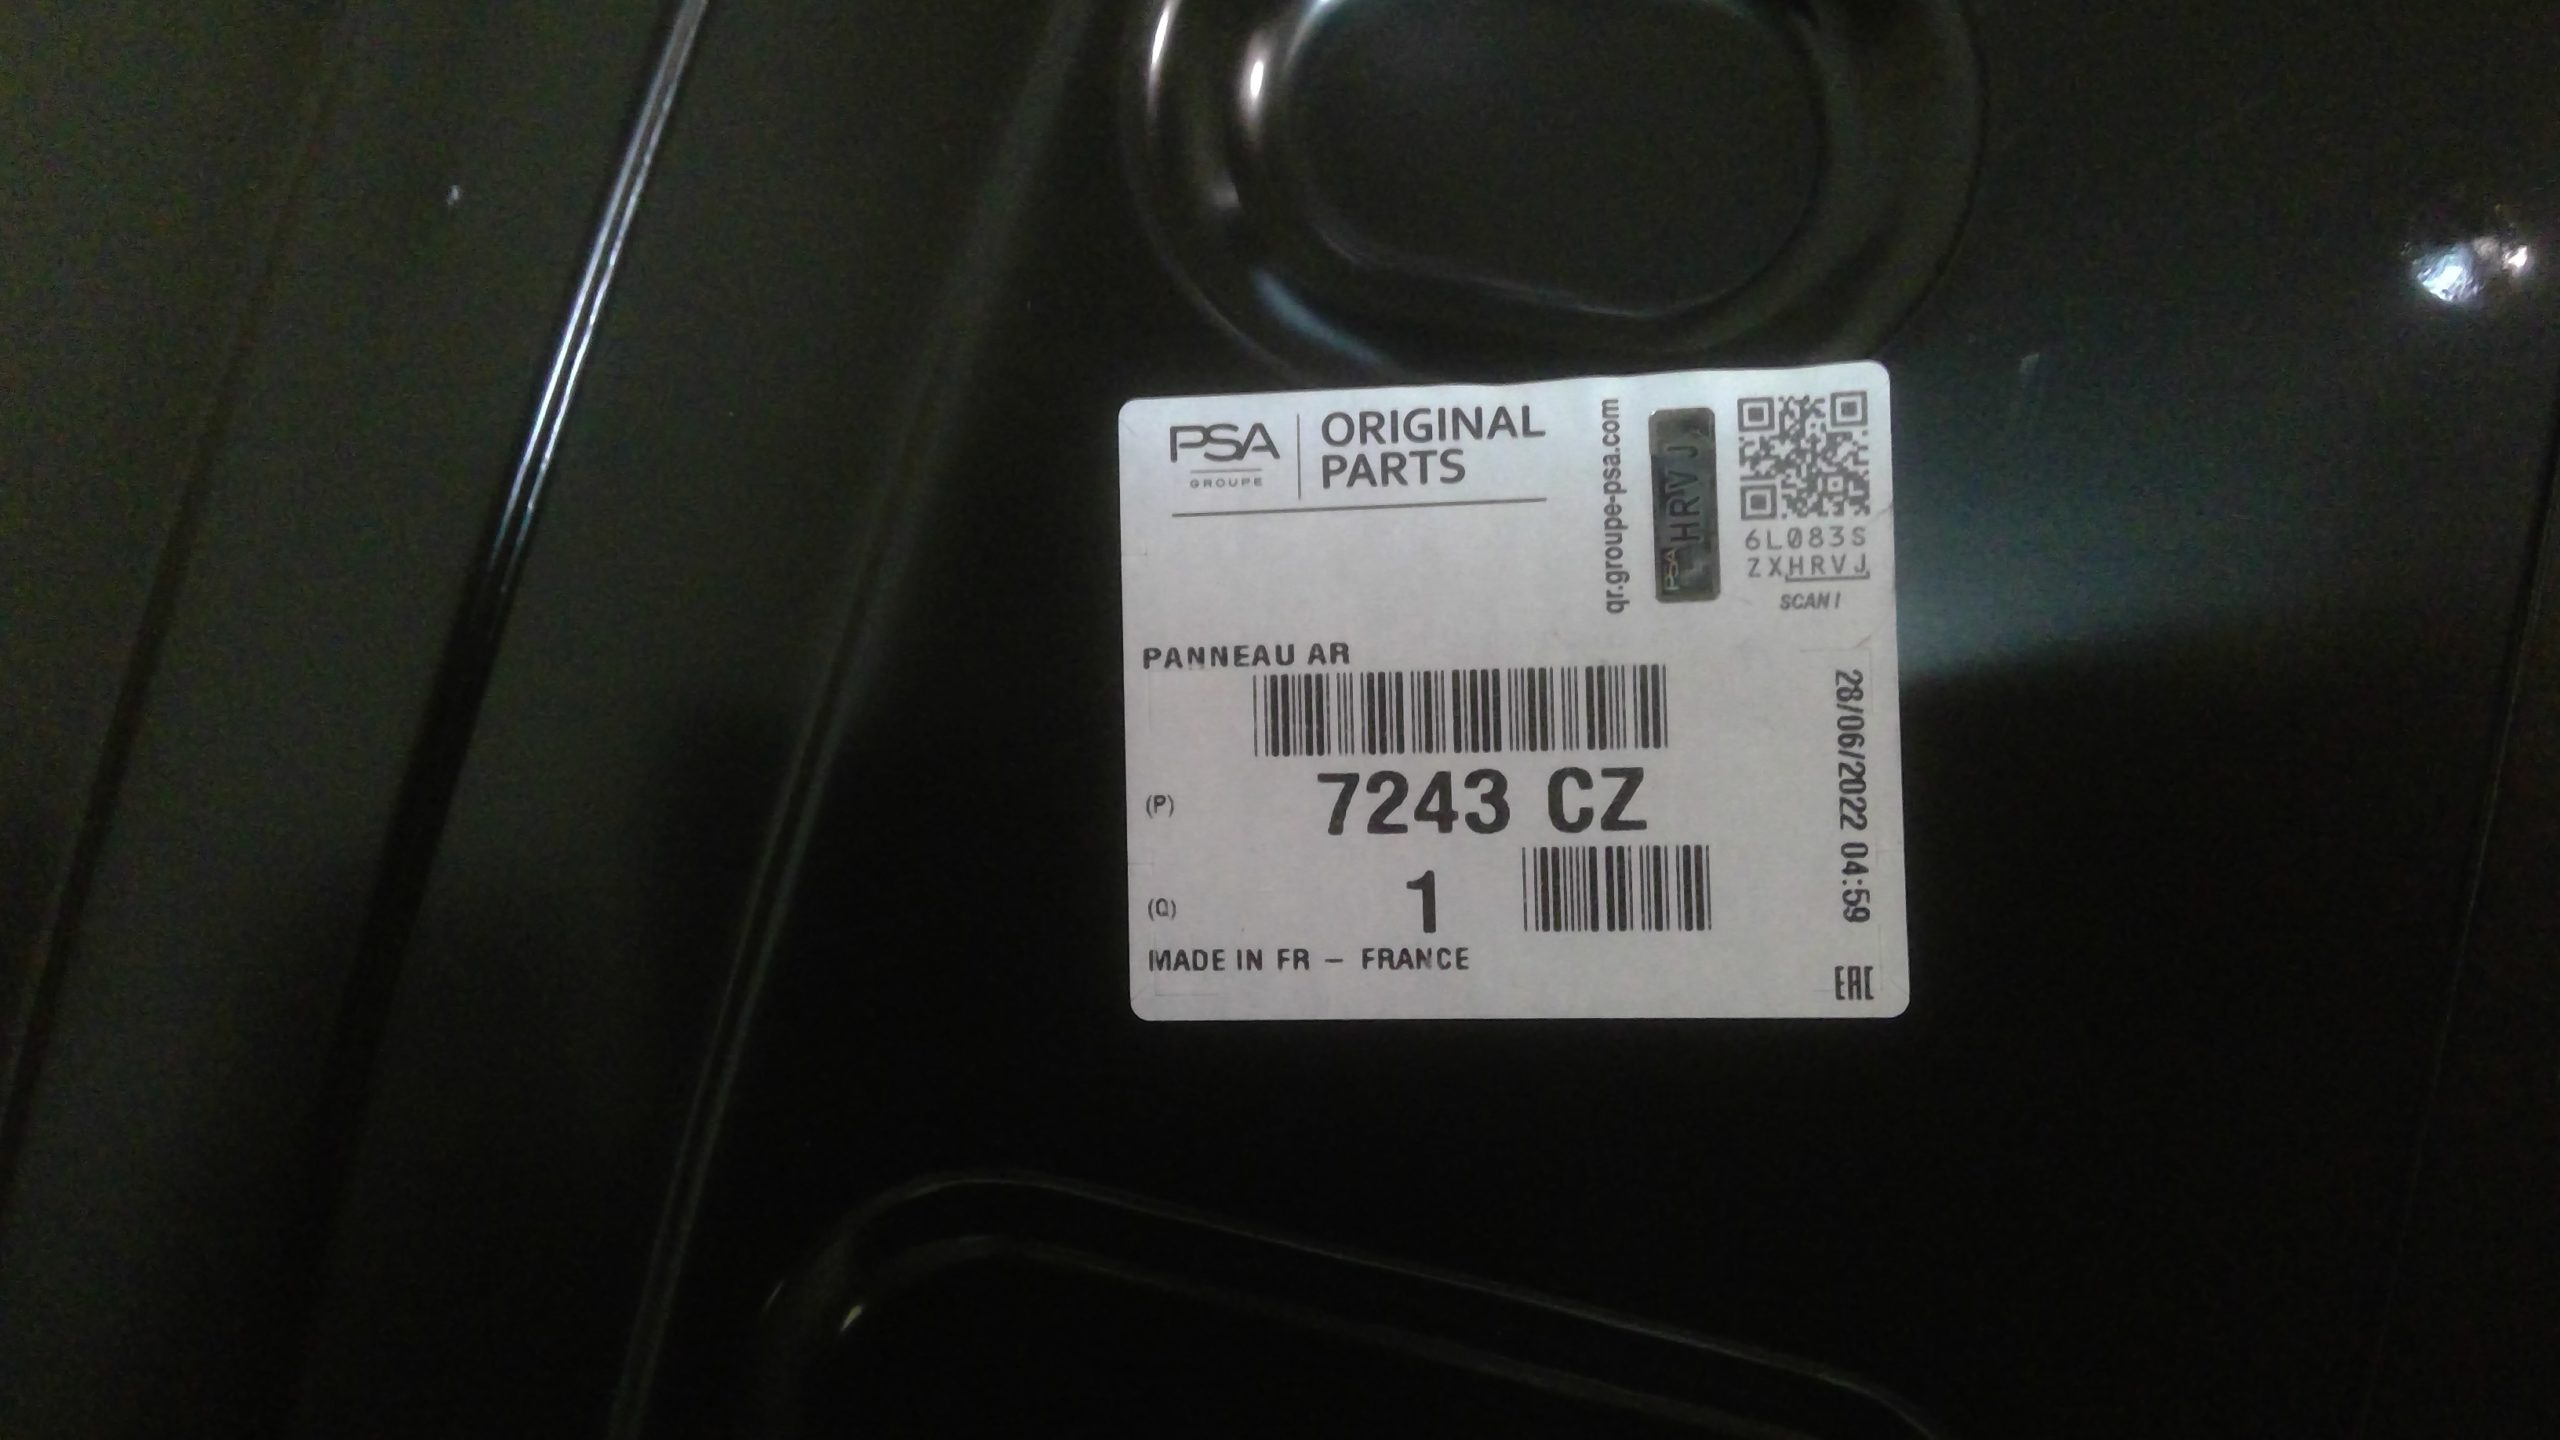 PSA
GROUPE
ORIGINAL
PARTS
qr.groupe-psa.com
PSA HRVJ
6L083S
ZXHRVJ
SCAN!
PANNEAU AR
(P) 7243 CZ
(Q) 1
MADE IN FR – FRANCE
28/06/2022 04:59
EAC